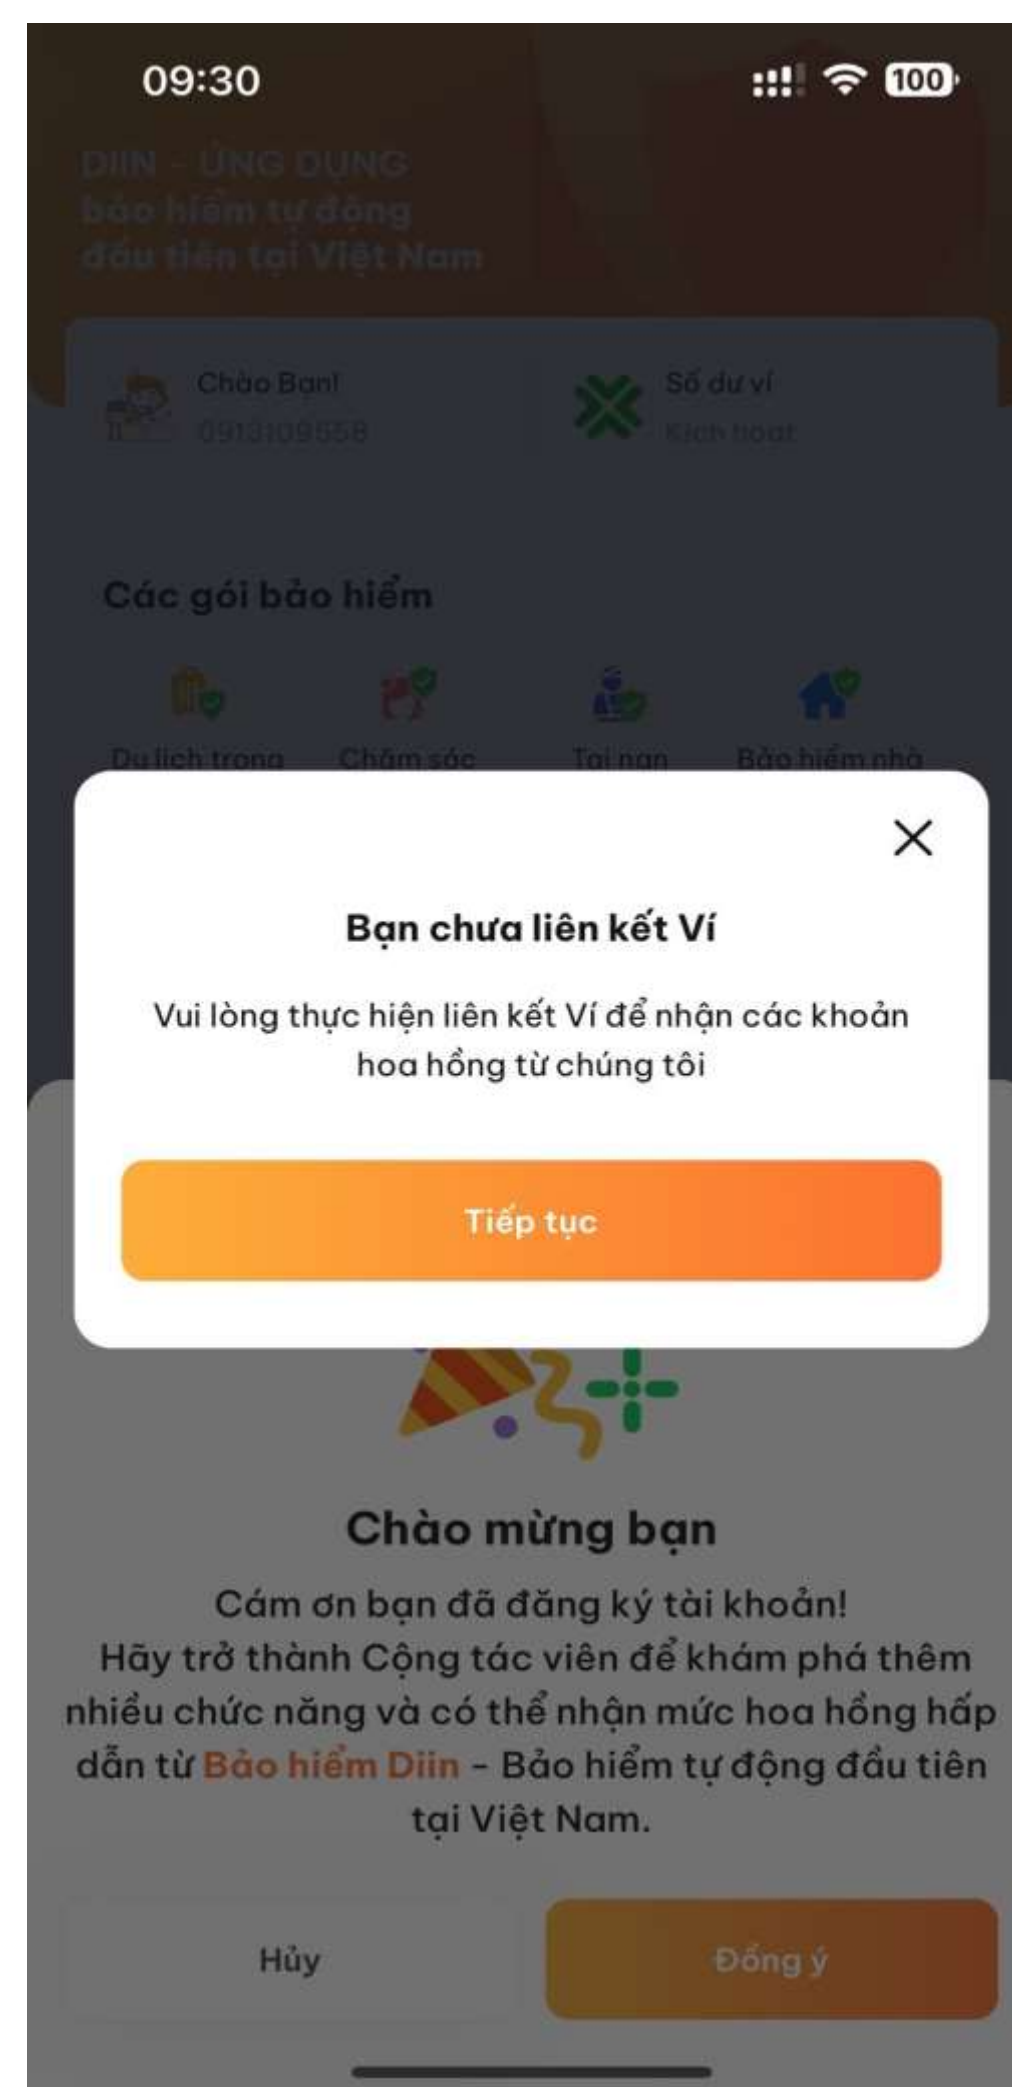 09:30
100
DIIN - ỨNG DỤNG
bảo hiểm tự động
đầu tiên tại Việt Nam
Chào Bạn!
Số dư ví
0913109558
Kích hoạt
Các gói bảo hiểm
Du lịch trong
Chăm sóc
Tai nạn
Bảo hiểm nhà
Bạn chưa liên kết Ví
Vui lòng thực hiện liên kết Ví để nhận các khoản
hoa hồng từ chúng tôi
Tiếp tục
Chào mừng bạn
Cám ơn bạn đã đăng ký tài khoản!
Hãy trở thành Cộng tác viên để khám phá thêm
nhiều chức năng và có thể nhận mức hoa hồng hấp
dẫn từ Bảo hiểm Diin - Bảo hiểm tự động đầu tiên
tại Việt Nam.
Hủy
Đồng ý